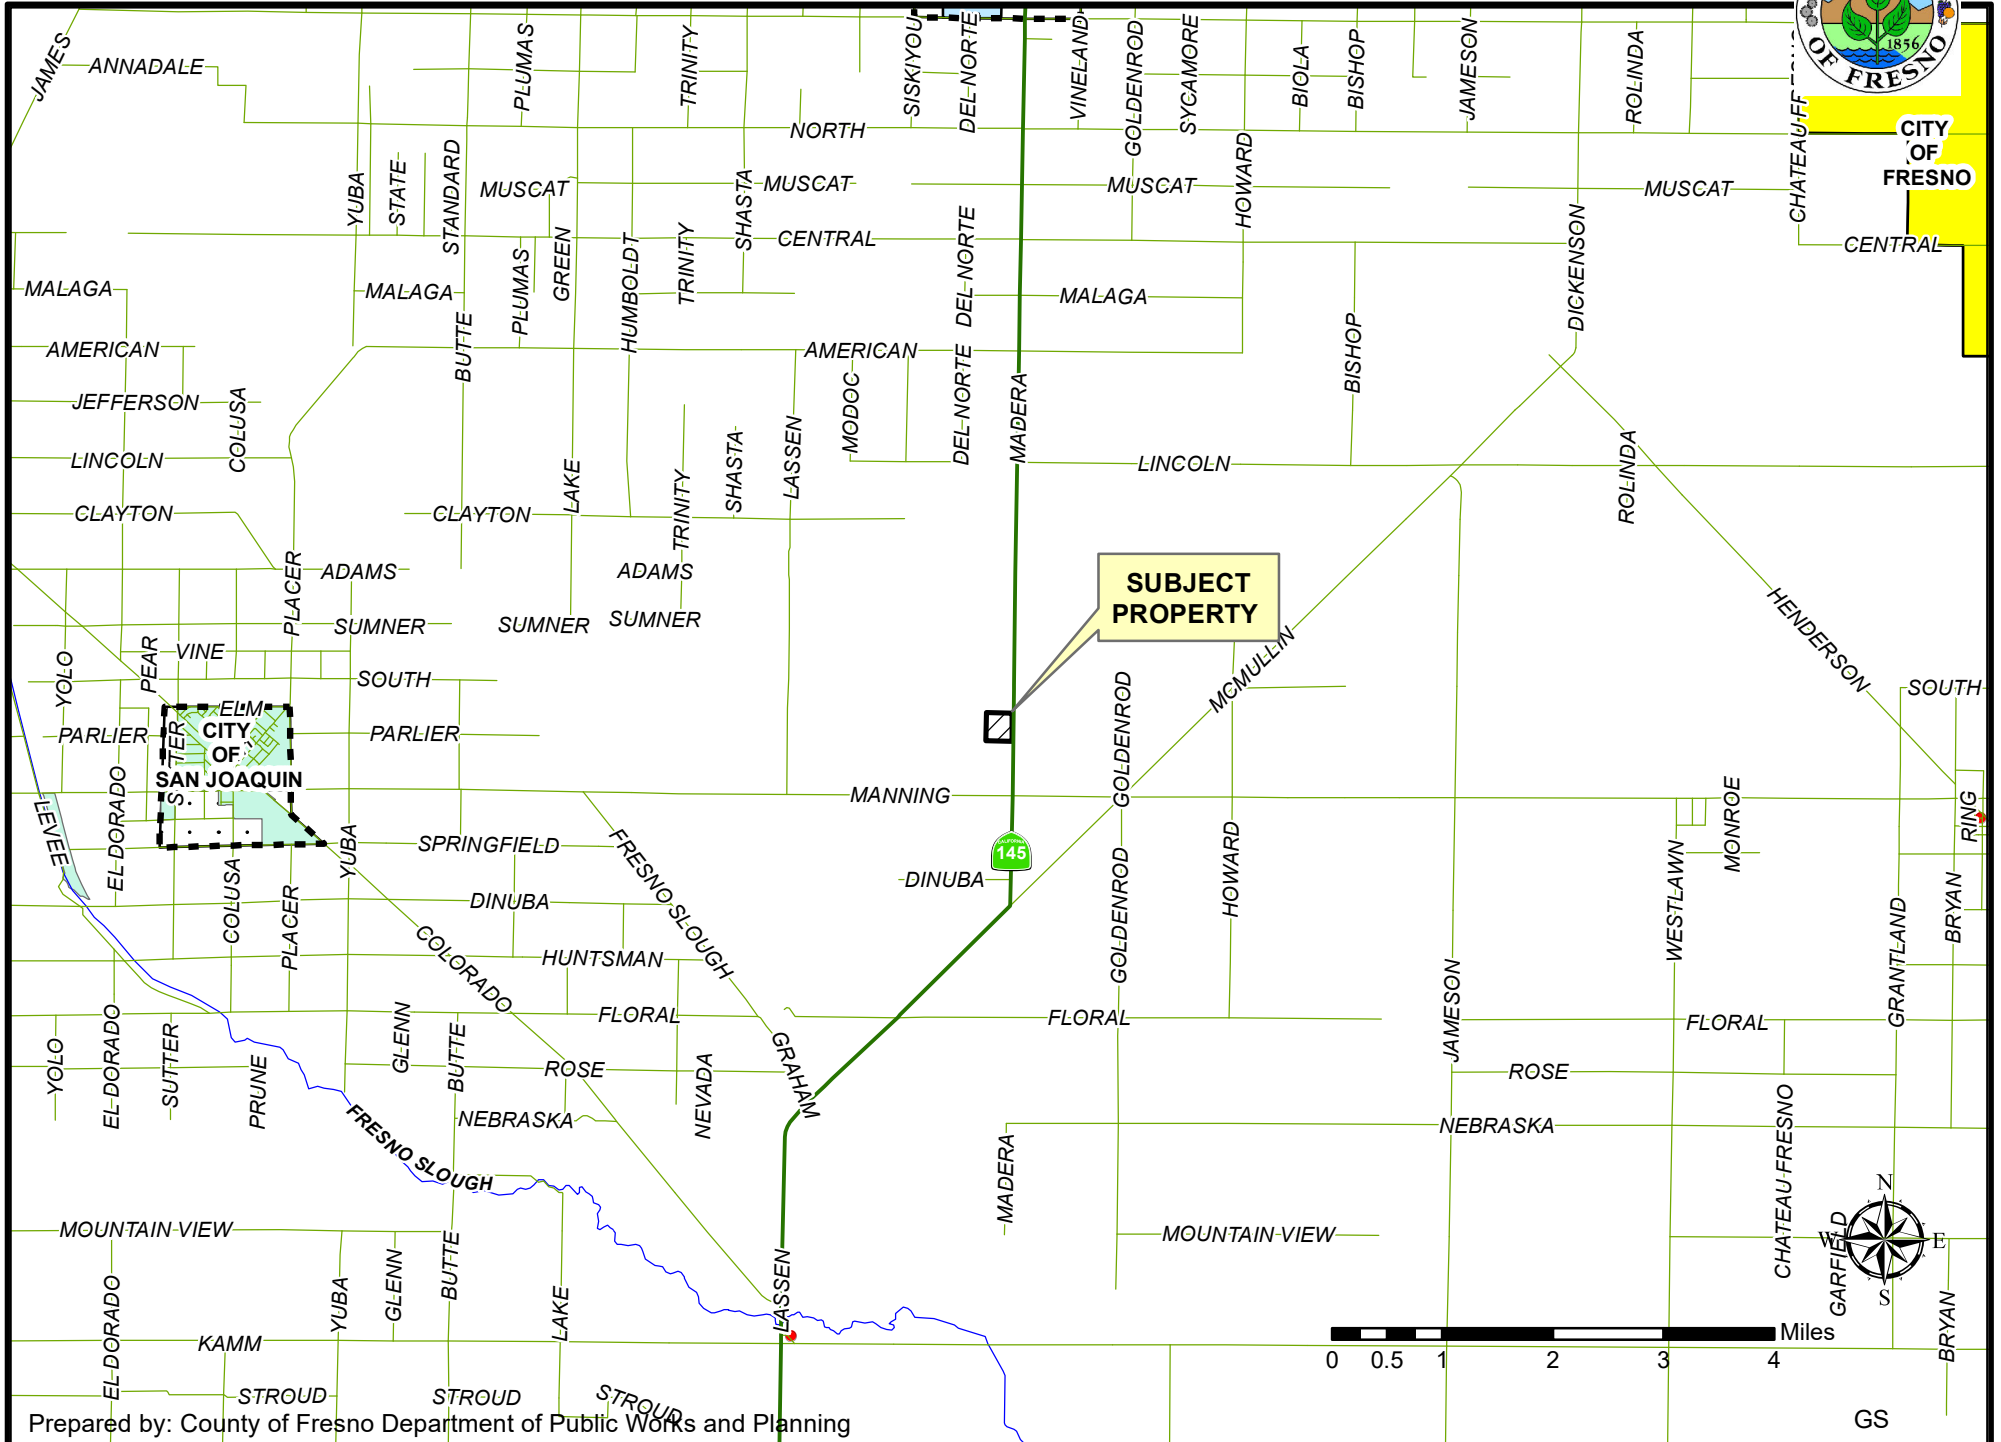 JAMES
ANNADALE
PLUMAS
TRINITY
SISKIYOU
DEL NORTE
VINELAND
GOLDENROD
SYCAMORE
BIOLA
BISHOP
JAMESON
ROLINDA
1856
OF FRESNO
NORTH
CITY
OF
FRESNO
YUBA
STATE
STANDARD
MUSCAT
SHASTA
MUSCAT
MUSCAT
HOWARD
MUSCAT
CHATEAU FRESNO
CENTRAL
CENTRAL
GREEN
HUMBOLDT
TRINITY
DEL NORTE
DEL NORTE
DICKENSON
MALAGA
MALAGA
PLUMAS
MALAGA
AMERICAN
BUTTE
AMERICAN
BISHOP
JEFFERSON
COLUSA
MODOC
DEL NORTE
MADERA
LINCOLN
LAKE
SHASTA
LASSEN
LINCOLN
ROLINDA
CLAYTON
CLAYTON
TRINITY
PLACER
ADAMS
ADAMS
SUBJECT
PROPERTY
SUMNER
SUMNER
SUMNER
HENDERSON
YOLO
PEAR
VINE
SOUTH
MCMULLIN
SOUTH
ELM
PARLIER
CITY
OF
SAN JOAQUIN
PARLIER
GOLDENROD
EL DORADO
MANNING
MONROE
RING
LEVEE
YUBA
SPRINGFIELD
FRESNO SLOUGH
145
GOLDENROD
HOWARD
WESTLAWN
DINUBA
COLUSA
PLACER
DINUBA
GRANTLAND
BRYAN
COLORADO
HUNTSMAN
JAMESON
YOLO
EL DORADO
SUTTER
PRUNE
GLENN
BUTTE
FLORAL
GRAHAM
FLORAL
FLORAL
ROSE
NEVADA
ROSE
FRESNO SLOUGH
NEBRASKA
MADERA
NEBRASKA
CHATEAU FRESNO
MOUNTAIN VIEW
MOUNTAIN VIEW
GARFIELD
N
W
E
S
EL DORADO
YUBA
GLENN
BUTTE
LAKE
LASSEN
BRYAN
KAMM
Miles
0 0.5 1 2 3 4
STROUD
STROUD
STROUD
Prepared by: County of Fresno Department of Public Works and Planning
GS